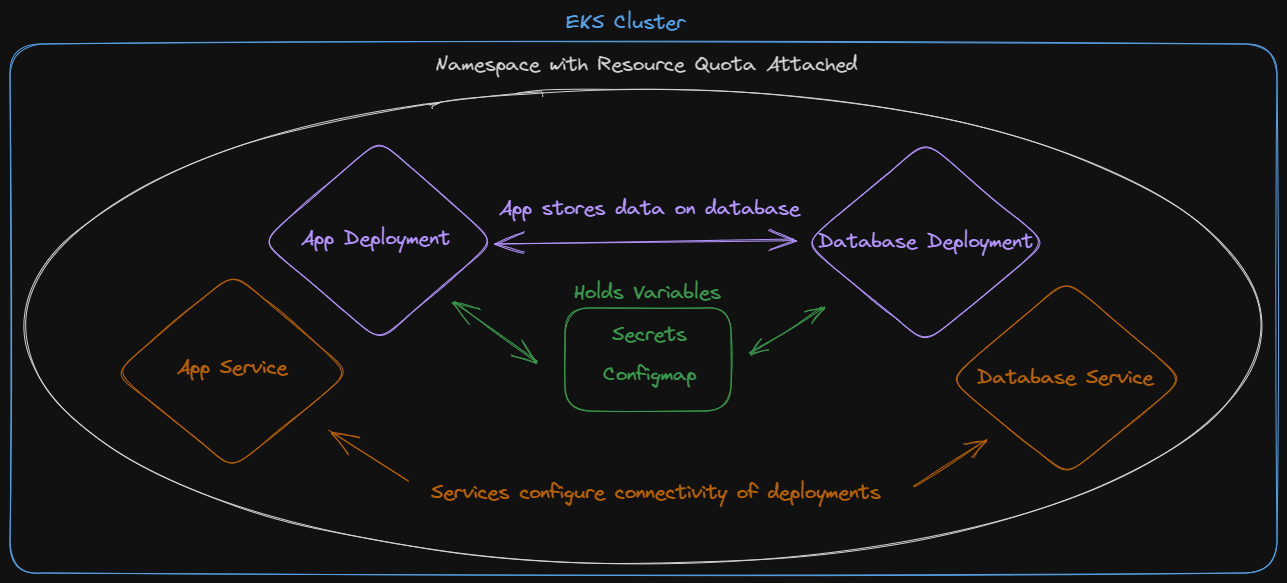 EKS Cluster
Namespace with Resource Quota Attached
App stores data on database
App Deployment
Database Deployment
Holds Variables
Secrets
Configmap
App Service
Database Service
Services configure connectivity of deployments